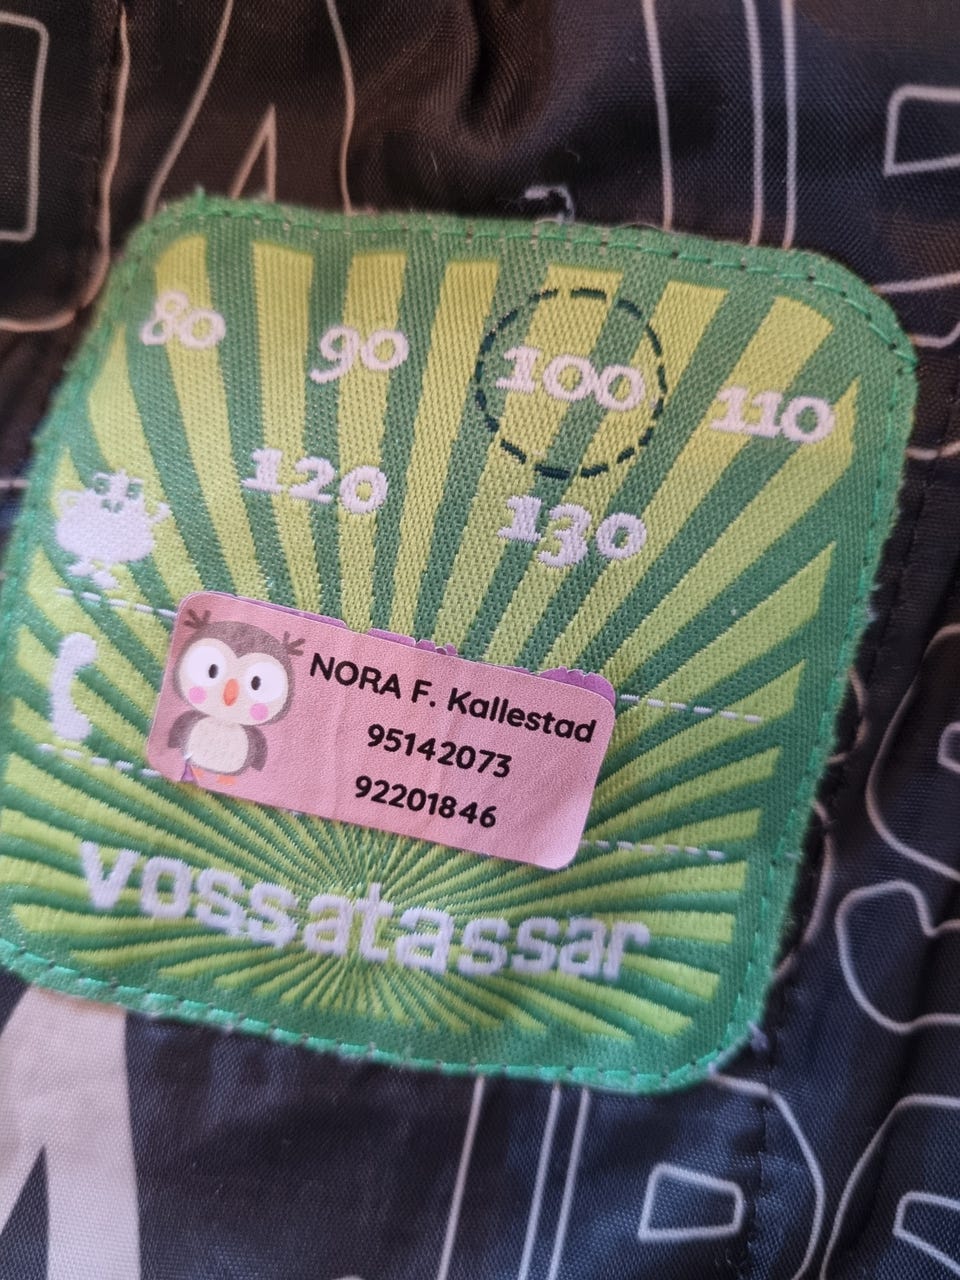 80 90 100 110
120 130
NORA F. Kallestad
95142073
92201846
vossatassar